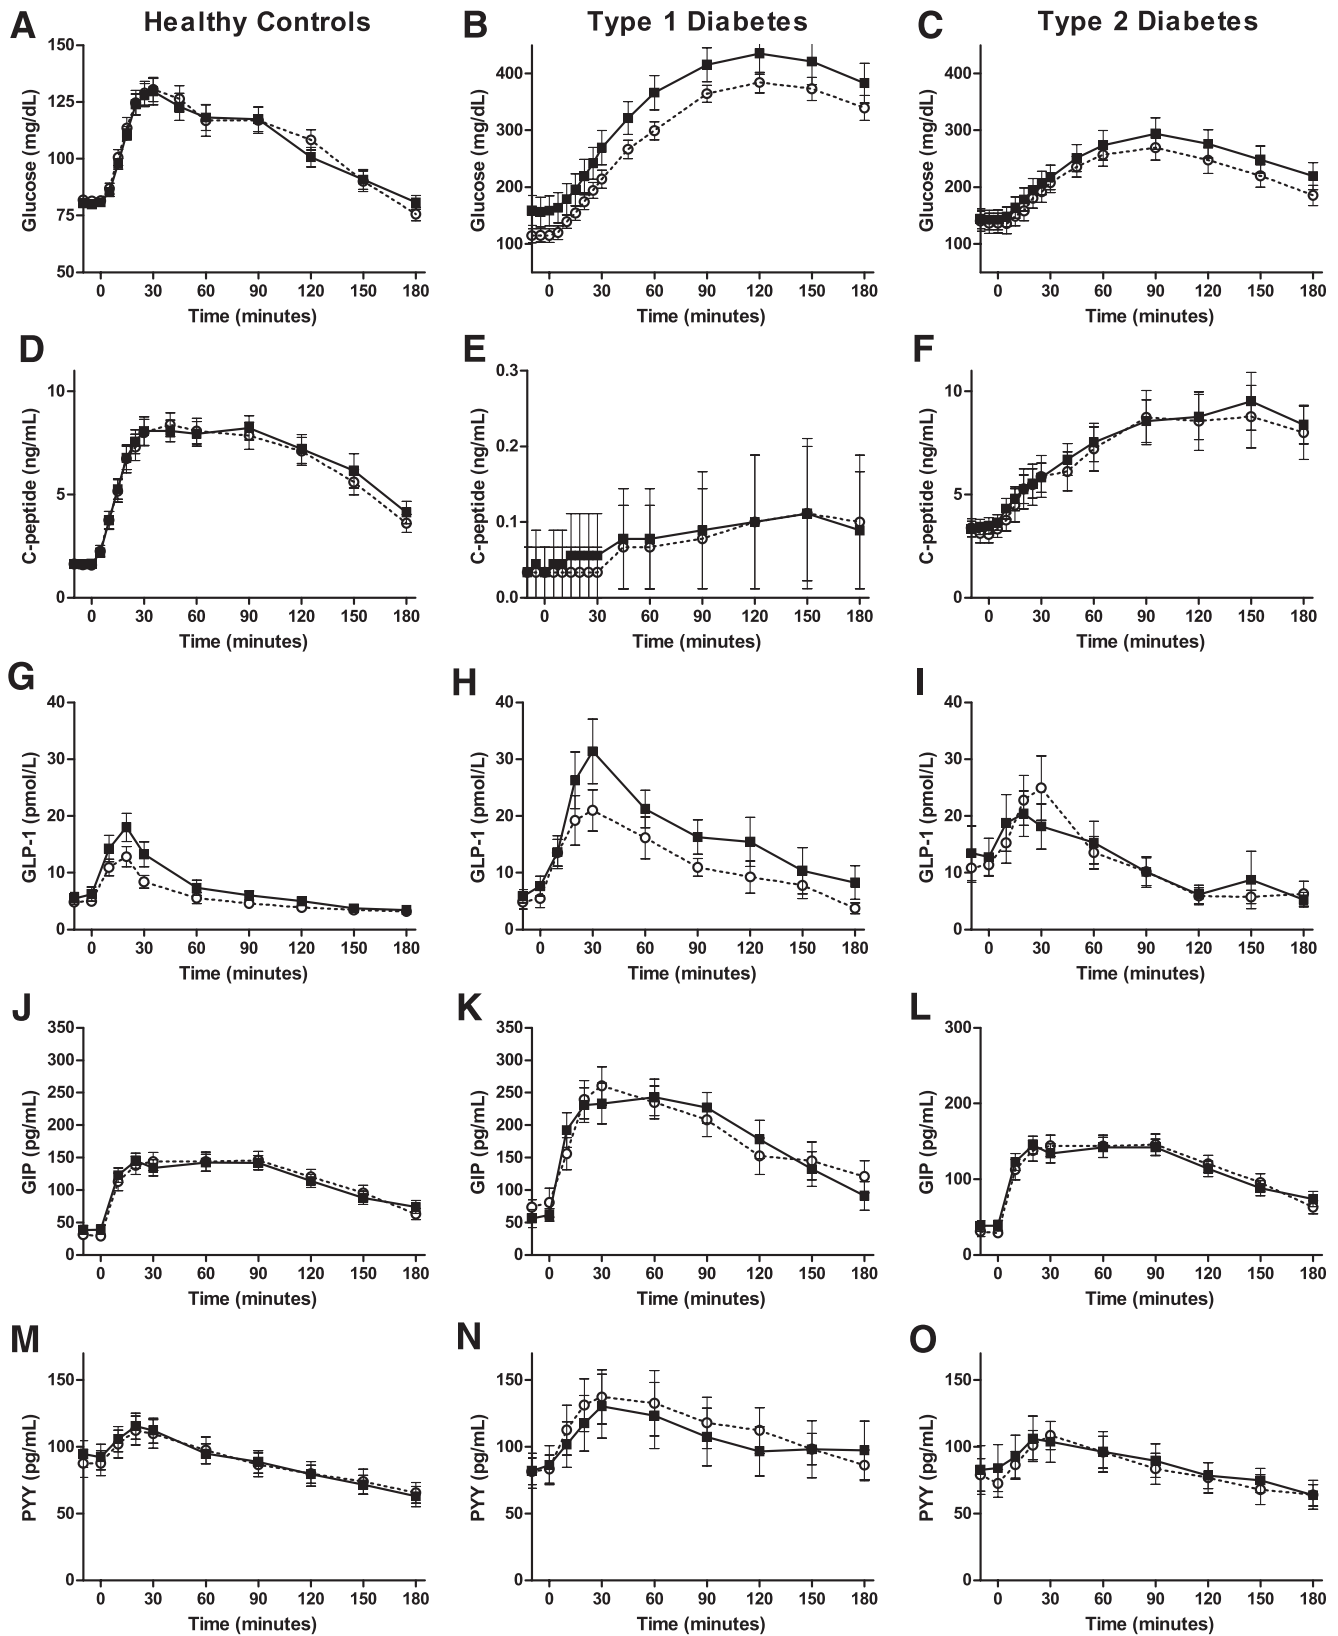 A Healthy Controls
B Type 1 Diabetes
C Type 2 Diabetes
Glucose (mg/dL)
150
125
100
75
50
0 30 60 90 120 150 180
Time (minutes)
Glucose (mg/dL)
400
300
200
100
0 30 60 90 120 150 180
Time (minutes)
Glucose (mg/dL)
400
300
200
100
0 30 60 90 120 150 180
Time (minutes)
D
C-peptide (ng/mL)
10
5
0
0 30 60 90 120 150 180
Time (minutes)
E
C-peptide (ng/mL)
0.3
0.2
0.1
0.0
0 30 60 90 120 150 180
Time (minutes)
F
C-peptide (ng/mL)
10
5
0
0 30 60 90 120 150 180
Time (minutes)
G
GLP-1 (pmol/L)
40
30
20
10
0
0 30 60 90 120 150 180
Time (minutes)
H
GLP-1 (pmol/L)
40
30
20
10
0
0 30 60 90 120 150 180
Time (minutes)
I
GLP-1 (pmol/L)
40
30
20
10
0
0 30 60 90 120 150 180
Time (minutes)
J
GIP (pg/mL)
350
300
250
200
150
100
50
0
0 30 60 90 120 150 180
Time (minutes)
K
GIP (pg/mL)
350
300
250
200
150
100
50
0
0 30 60 90 120 150 180
Time (minutes)
L
GIP (pg/mL)
300
200
100
0
0 30 60 90 120 150 180
Time (minutes)
M
PYY (pg/mL)
150
100
50
0
0 30 60 90 120 150 180
Time (minutes)
N
PYY (pg/mL)
150
100
50
0
0 30 60 90 120 150 180
Time (minutes)
O
PYY (pg/mL)
150
100
50
0
0 30 60 90 120 150 180
Time (minutes)